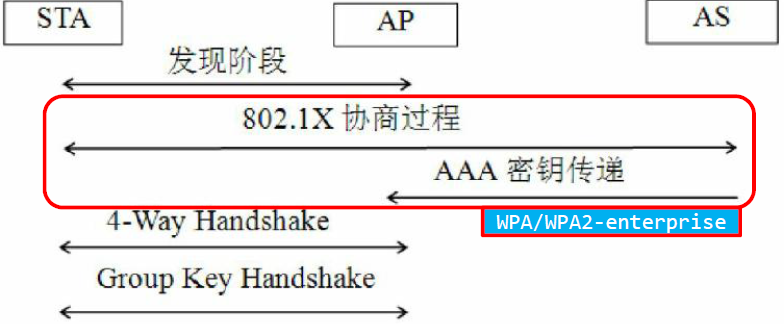 STA AP AS
发现阶段
802.1X 协商过程
AAA 密钥传递
4-Way Handshake
WPA/WPA2-enterprise
Group Key Handshake